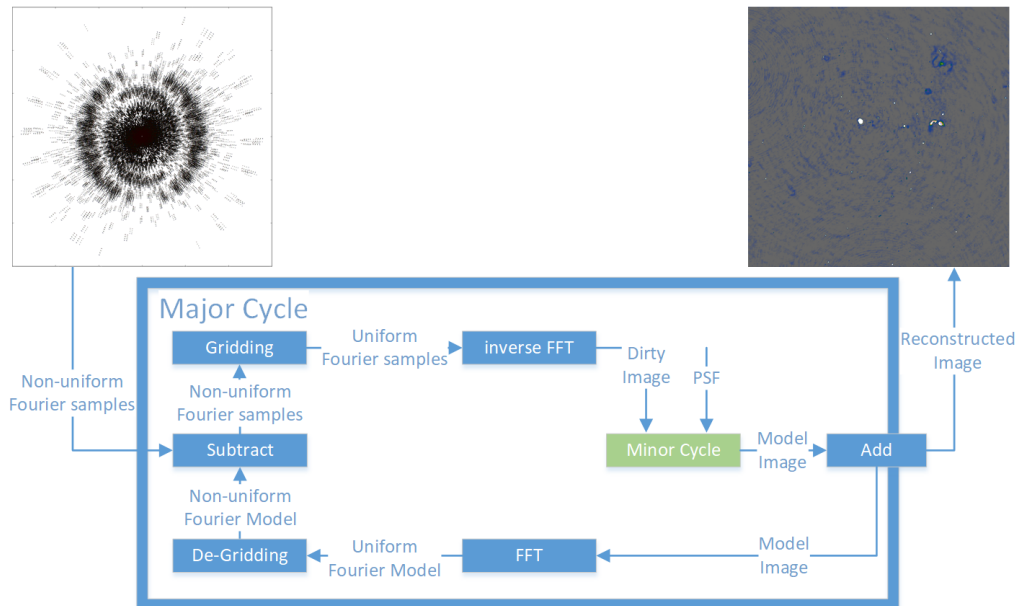 Major Cycle
Gridding
Uniform
Fourier samples
inverse FFT
Dirty
Image
PSF
Reconstructed
Image
Non-uniform
Fourier samples
Non-uniform
Fourier samples
Subtract
Minor Cycle
Model
Image
Add
Non-uniform
Fourier Model
De-Gridding
Uniform
Fourier Model
FFT
Model
Image